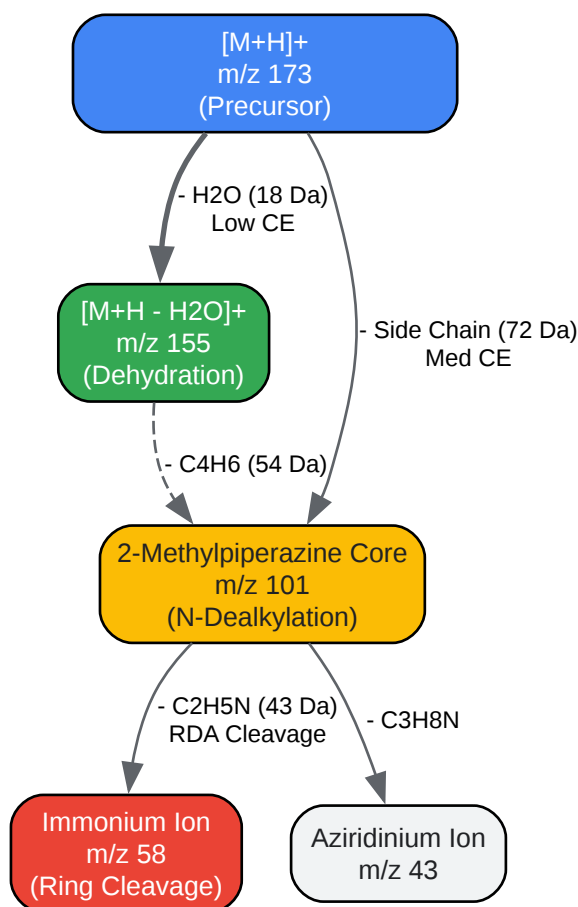 [M+H]+
m/z 173
(Precursor)
- H2O (18 Da)
Low CE
[M+H - H2O]+
m/z 155
(Dehydration)
- Side Chain (72 Da)
Med CE
- C4H6 (54 Da)
2-Methylpiperazine Core
m/z 101
(N-Dealkylation)
- C2H5N (43 Da)
RDA Cleavage
- C3H8N
Immonium Ion
m/z 58
(Ring Cleavage)
Aziridinium Ion
m/z 43